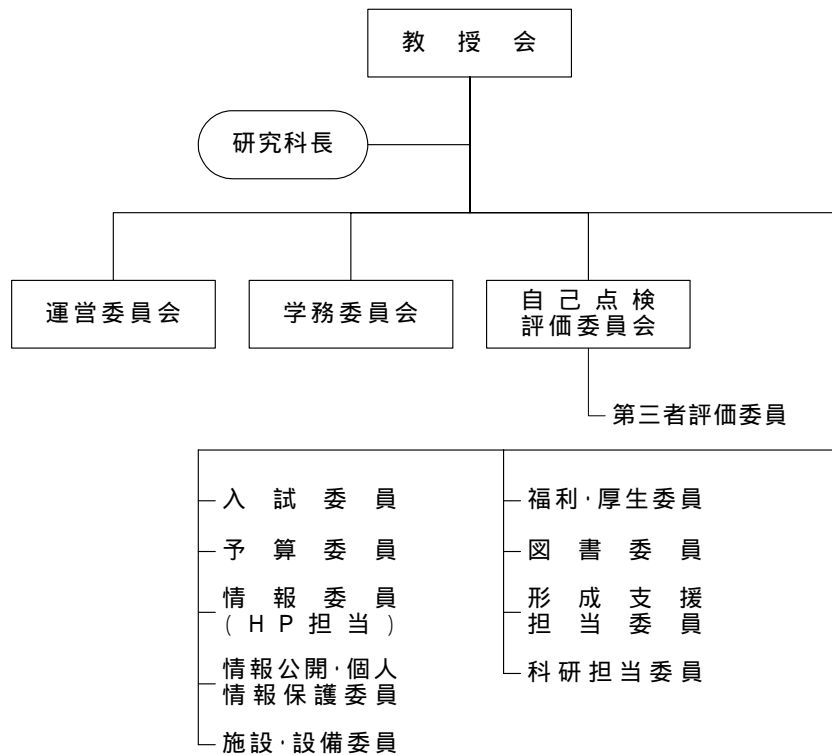 教授会
研究科長
運営委員会
学務委員会
自己点検
評価委員会
第三者評価委員
入試委員
予算委員
情報委員
(HP担当)
情報公開・個人
情報保護委員
施設・設備委員
福利・厚生委員
図書委員
形成支援
担当委員
科研担当委員